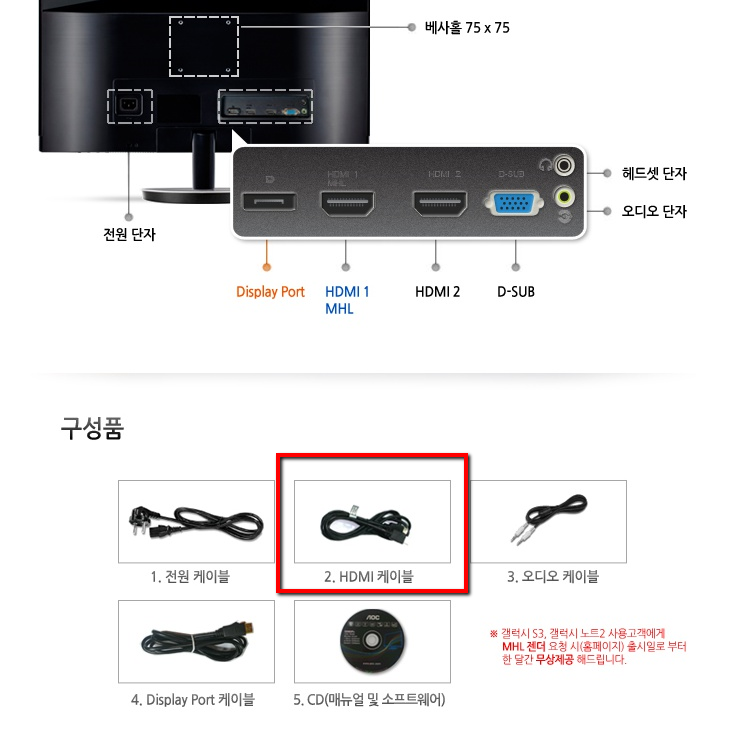 베사홀 75 x 75
HDMI 1
MHL
HDMI 2
D-SUB
헤드셋 단자
오디오 단자
전원 단자
Display Port
HDMI 1
MHL
HDMI 2
D-SUB
구성품
1. 전원 케이블
2. HDMI 케이블
3. 오디오 케이블
AOC
4. Display Port 케이블
5. CD(매뉴얼 및 소프트웨어)
※ 갤럭시 S3, 갤럭시 노트2 사용고객에게
MHL 젠더 요청 시(홈페이지) 출시일로 부터
한 달간 무상제공 해드립니다.